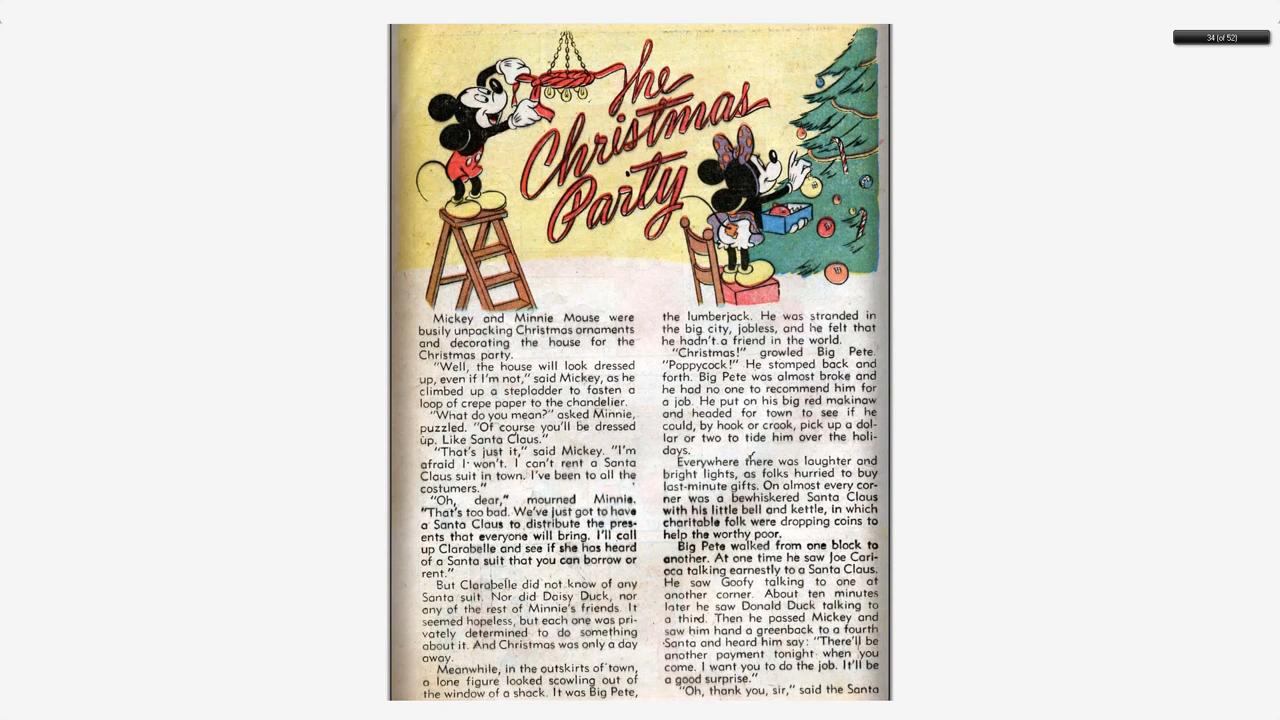 34 (of 52)
The
Christmas
Party
Mickey and Minnie Mouse were
busily unpacking Christmas ornaments
and decorating the house for the
Christmas party.
"Well, the house will look dressed
up, even if I'm not," said Mickey, as he
climbed up a stepladder to fasten a
loop of crepe paper to the chandelier.
"What do you mean?" asked Minnie,
puzzled. "Of course you'll be dressed
up. Like Santa Claus."
"That's just it," said Mickey. "I'm
afraid I won't. I can't rent a Santa
Claus suit in town. I've been to all the
costumers."
"Oh, dear," mourned Minnie.
"That's too bad. We've just got to have
a Santa Claus to distribute the pres-
ents that everyone will bring. I'll call
up Clarabelle and see if she has heard
of a Santa suit that you can borrow or
rent."
But Clarabelle did not know of any
Santa suit. Nor did Daisy Duck, nor
any of the rest of Minnie's friends. It
seemed hopeless, but each one was pri-
vately determined to do something
about it. And Christmas was only a day
away.
Meanwhile, in the outskirts of town,
a lone figure looked scowling out of
the window of a shack. It was Big Pete,
the lumberjack. He was stranded in
the big city, jobless, and he felt that
he hadn't a friend in the world.
"Christmas!" growled Big Pete.
"Poppycock!" He stomped back and
forth. Big Pete was almost broke and
he had no one to recommend him for
a job. He put on his big red makinaw
and headed for town to see if he
could, by hook or crook, pick up a dol-
lar or two to tide him over the holi-
days.
Everywhere there was laughter and
bright lights, as folks hurried to buy
last-minute gifts. On almost every cor-
ner was a bewhiskered Santa Claus
with his little bell and kettle, in which
charitable folk were dropping coins to
help the worthy poor.
Big Pete walked from one block to
another. At one time he saw Joe Cari-
oca talking earnestly to a Santa Claus.
He saw Goofy talking to one at
another corner. About ten minutes
later he saw Donald Duck talking to
a third. Then he passed Mickey and
saw him hand a greenback to a fourth
Santa and heard him say: "There'll be
another payment tonight when you
come. I want you to do the job. It'll be
a good surprise."
"Oh, thank you, sir," said the Santa